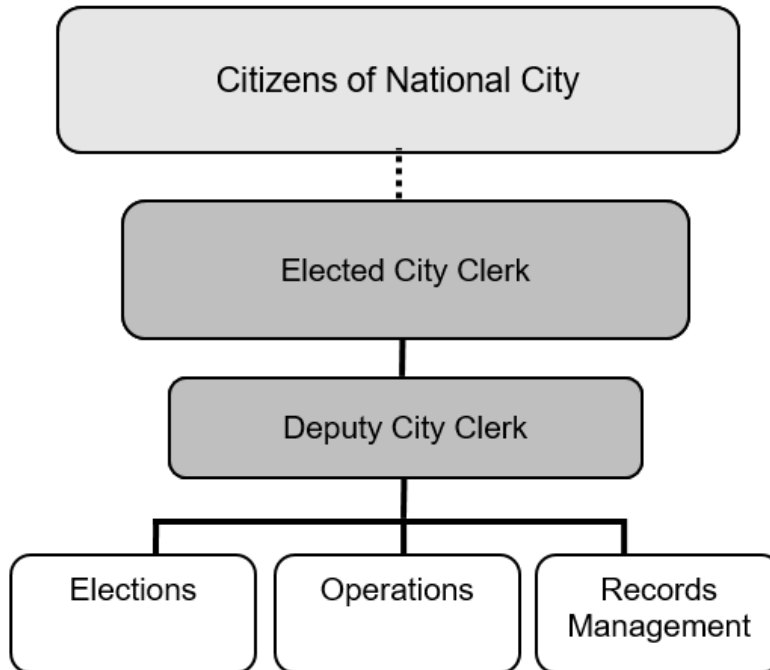 Citizens of National City
Elected City Clerk
Deputy City Clerk
Elections
Operations
Records
Management